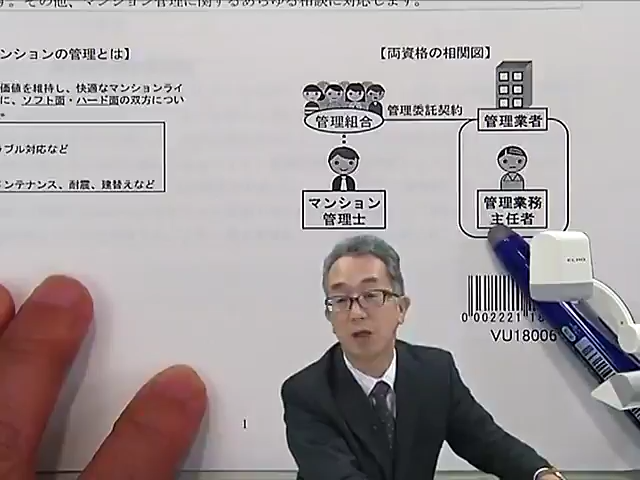 す。その他、マンション管理に関するあらゆる相談に対応します。
ンションの管理とは】
【両資格の相関図】
価値を維持し、快適なマンションライ
に、ソフト面・ハード面の双方につい
。
管理組合
管理委託契約
管理業者
ラブル対応など
ンテナンス、耐震、建替えなど
マンション
管理士
管理業務
主任者
VU18006
1